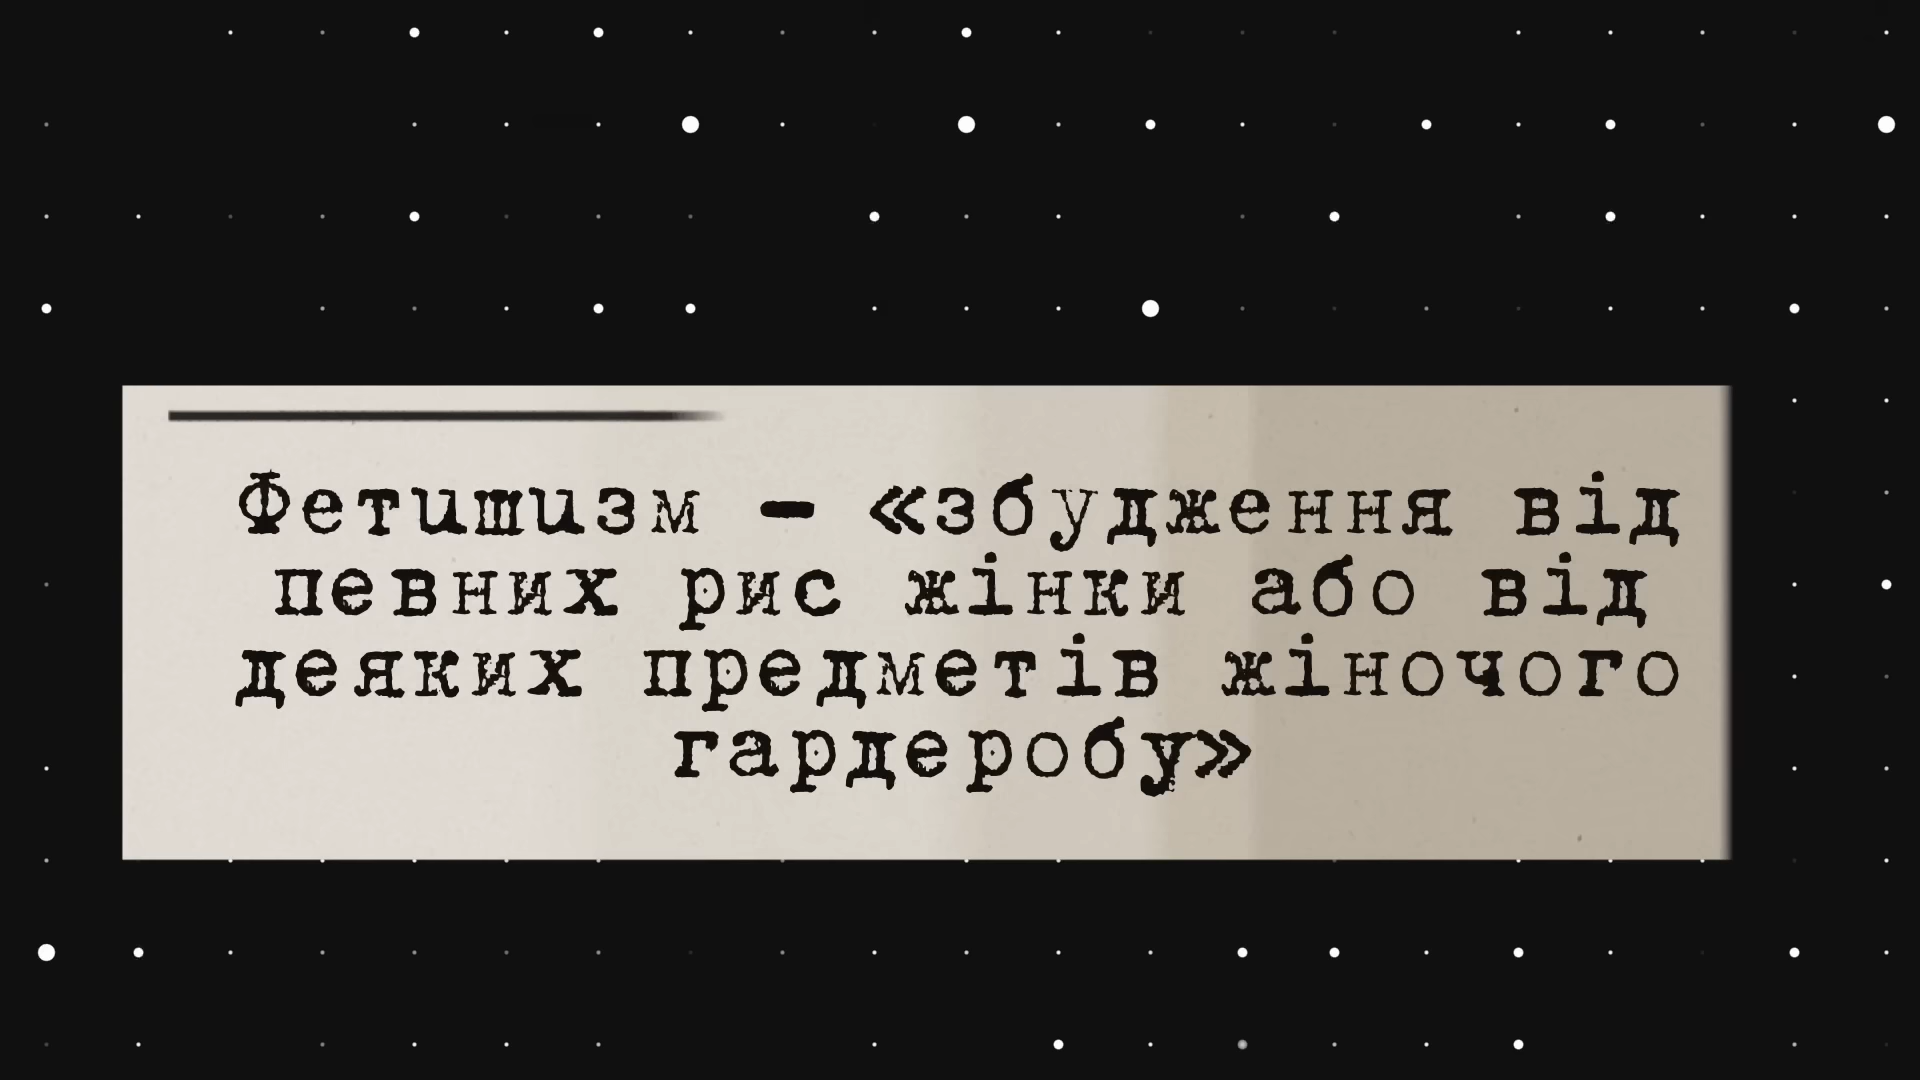 Фетишизм – «збудження від
певних рис жінки або від
деяких предметів жіночого
гардеробу»